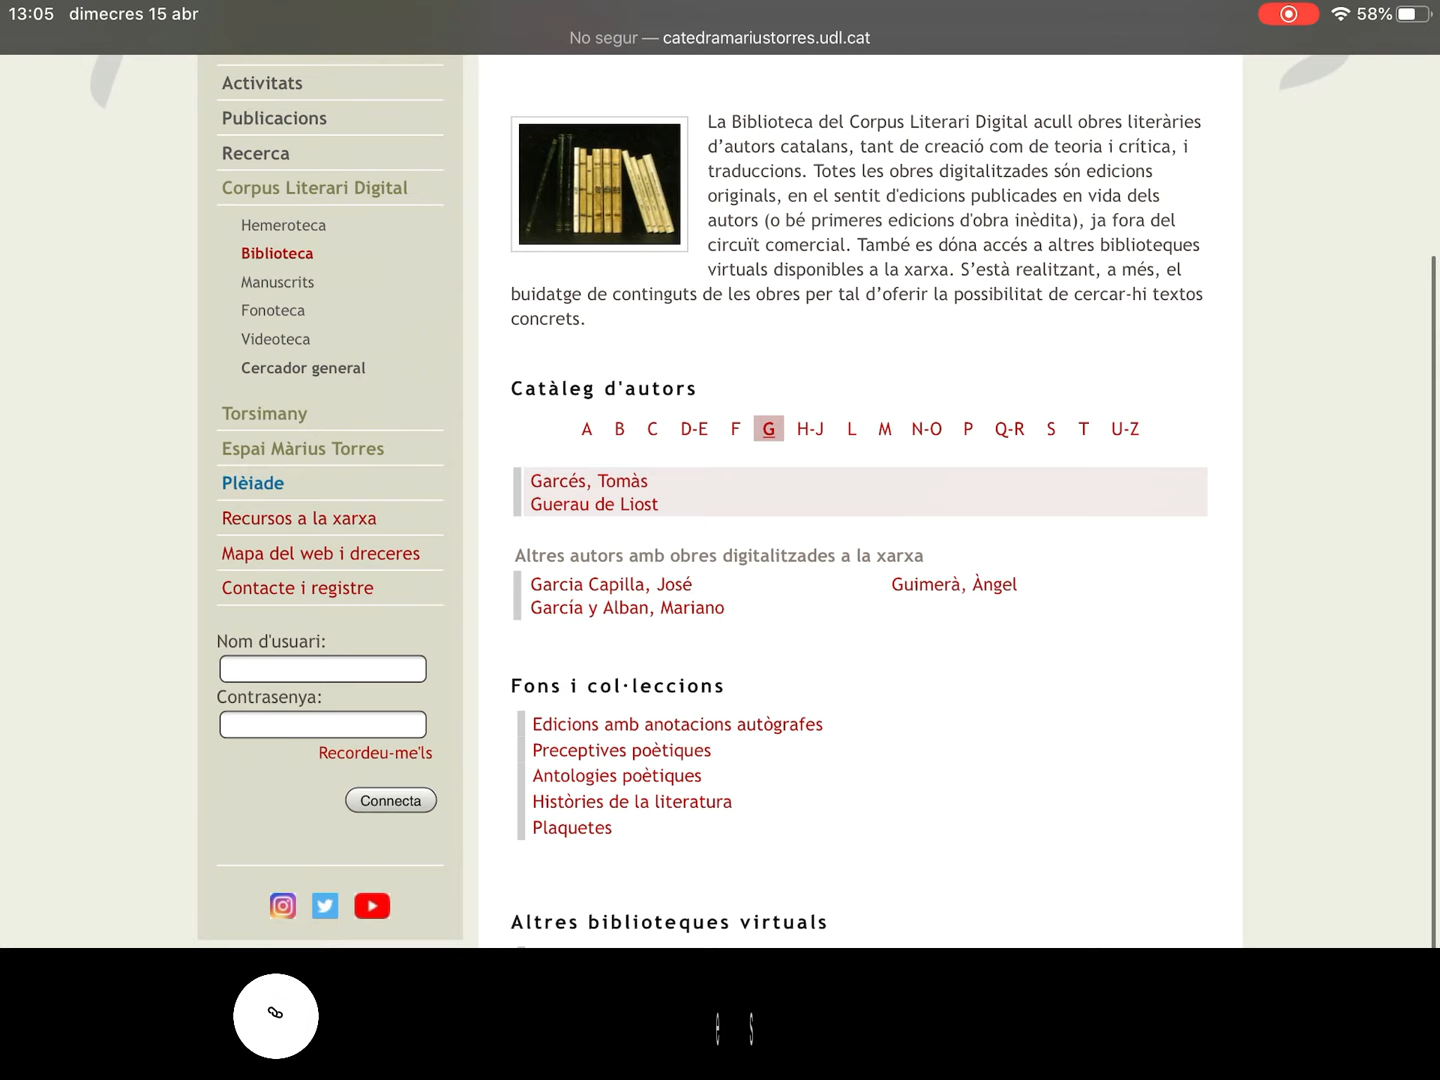 13:05 dimecres 15 abr
58%
No segur — catedramariustorres.udl.cat
Activitats
Publicacions
Recerca
Corpus Literari Digital
Hemeroteca
Biblioteca
Manuscrits
Fonoteca
Videoteca
Cercador general
Torsimany
Espai Màrius Torres
Plèiade
Recursos a la xarxa
Mapa del web i dreceres
Contacte i registre
Nom d'usuari:
Contrasenya:
Recordeu-me'ls
Connecta
La Biblioteca del Corpus Literari Digital acull obres literàries
d’autors catalans, tant de creació com de teoria i crítica, i
traduccions. Totes les obres digitalitzades són edicions
originals, en el sentit d'edicions publicades en vida dels
autors (o bé primeres edicions d'obra inèdita), ja fora del
circuït comercial. També es dóna accés a altres biblioteques
virtuals disponibles a la xarxa. S’està realitzant, a més, el
buidatge de continguts de les obres per tal d’oferir la possibilitat de cercar-hi textos
concrets.
Catàleg d'autors
A B C D-E F G H-J L M N-O P Q-R S T U-Z
Garcés, Tomàs
Guerau de Liost
Altres autors amb obres digitalitzades a la xarxa
Garcia Capilla, José
García y Alban, Mariano
Guimerà, Àngel
Fons i col·leccions
Edicions amb anotacions autògrafes
Preceptives poètiques
Antologies poètiques
Històries de la literatura
Plaquetes
Altres biblioteques virtuals
e s